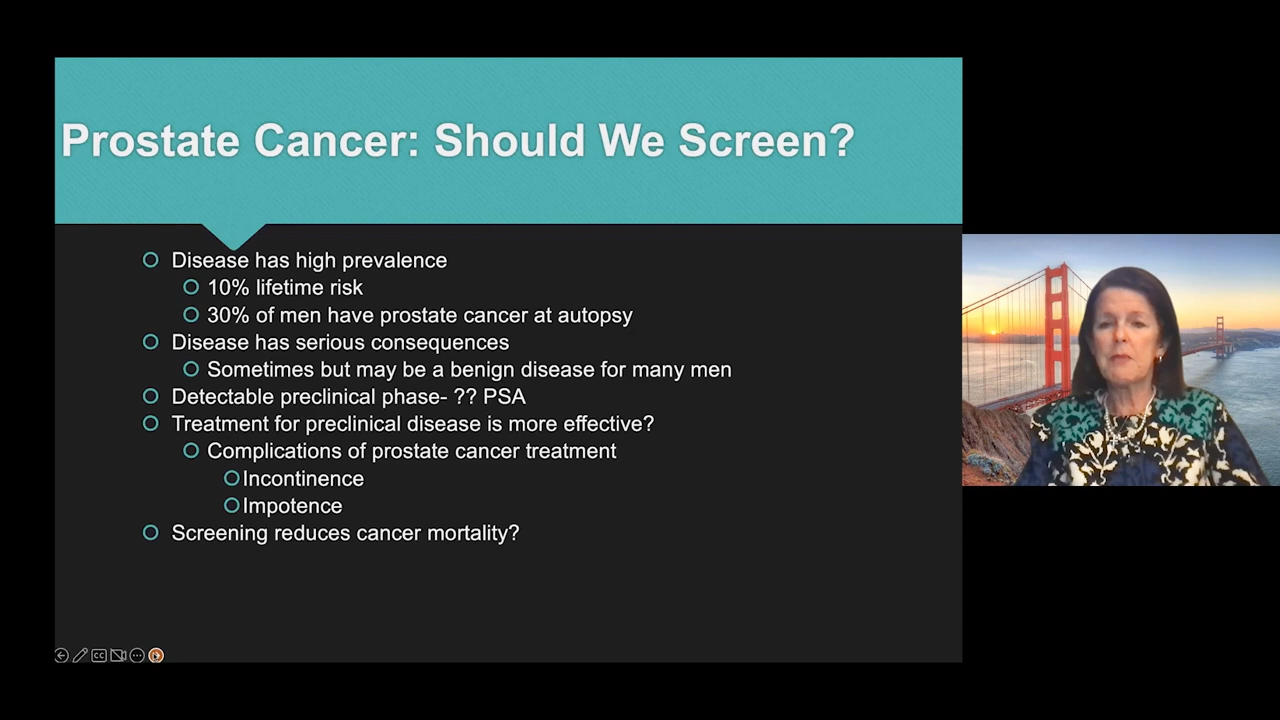 Prostate Cancer: Should We Screen?
Disease has high prevalence
10% lifetime risk
30% of men have prostate cancer at autopsy
Disease has serious consequences
Sometimes but may be a benign disease for many men
Detectable preclinical phase- ?? PSA
Treatment for preclinical disease is more effective?
Complications of prostate cancer treatment
Incontinence
Impotence
Screening reduces cancer mortality?
CC